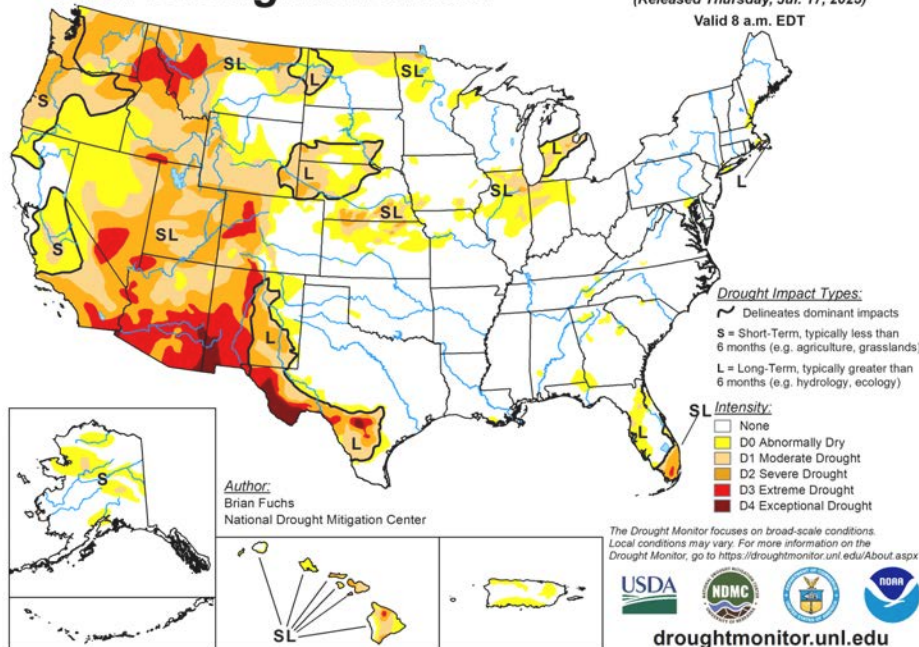 (Released Thursday, Jul. 17, 2025)
Valid 8 a.m. EDT
SL
L
SL
S
L
L
SL
SL
L
S
SL
L
L
L
SL
Drought Impact Types:
Delineates dominant impacts
S = Short-Term, typically less than
6 months (e.g. agriculture, grasslands)
L = Long-Term, typically greater than
6 months (e.g. hydrology, ecology)
Intensity:
None
D0 Abnormally Dry
D1 Moderate Drought
D2 Severe Drought
D3 Extreme Drought
D4 Exceptional Drought
S
Author:
Brian Fuchs
National Drought Mitigation Center
SL
The Drought Monitor focuses on broad-scale conditions.
Local conditions may vary. For more information on the
Drought Monitor, go to https://droughtmonitor.unl.edu/About.aspx
USDA
NDMC
NOAA
droughtmonitor.unl.edu